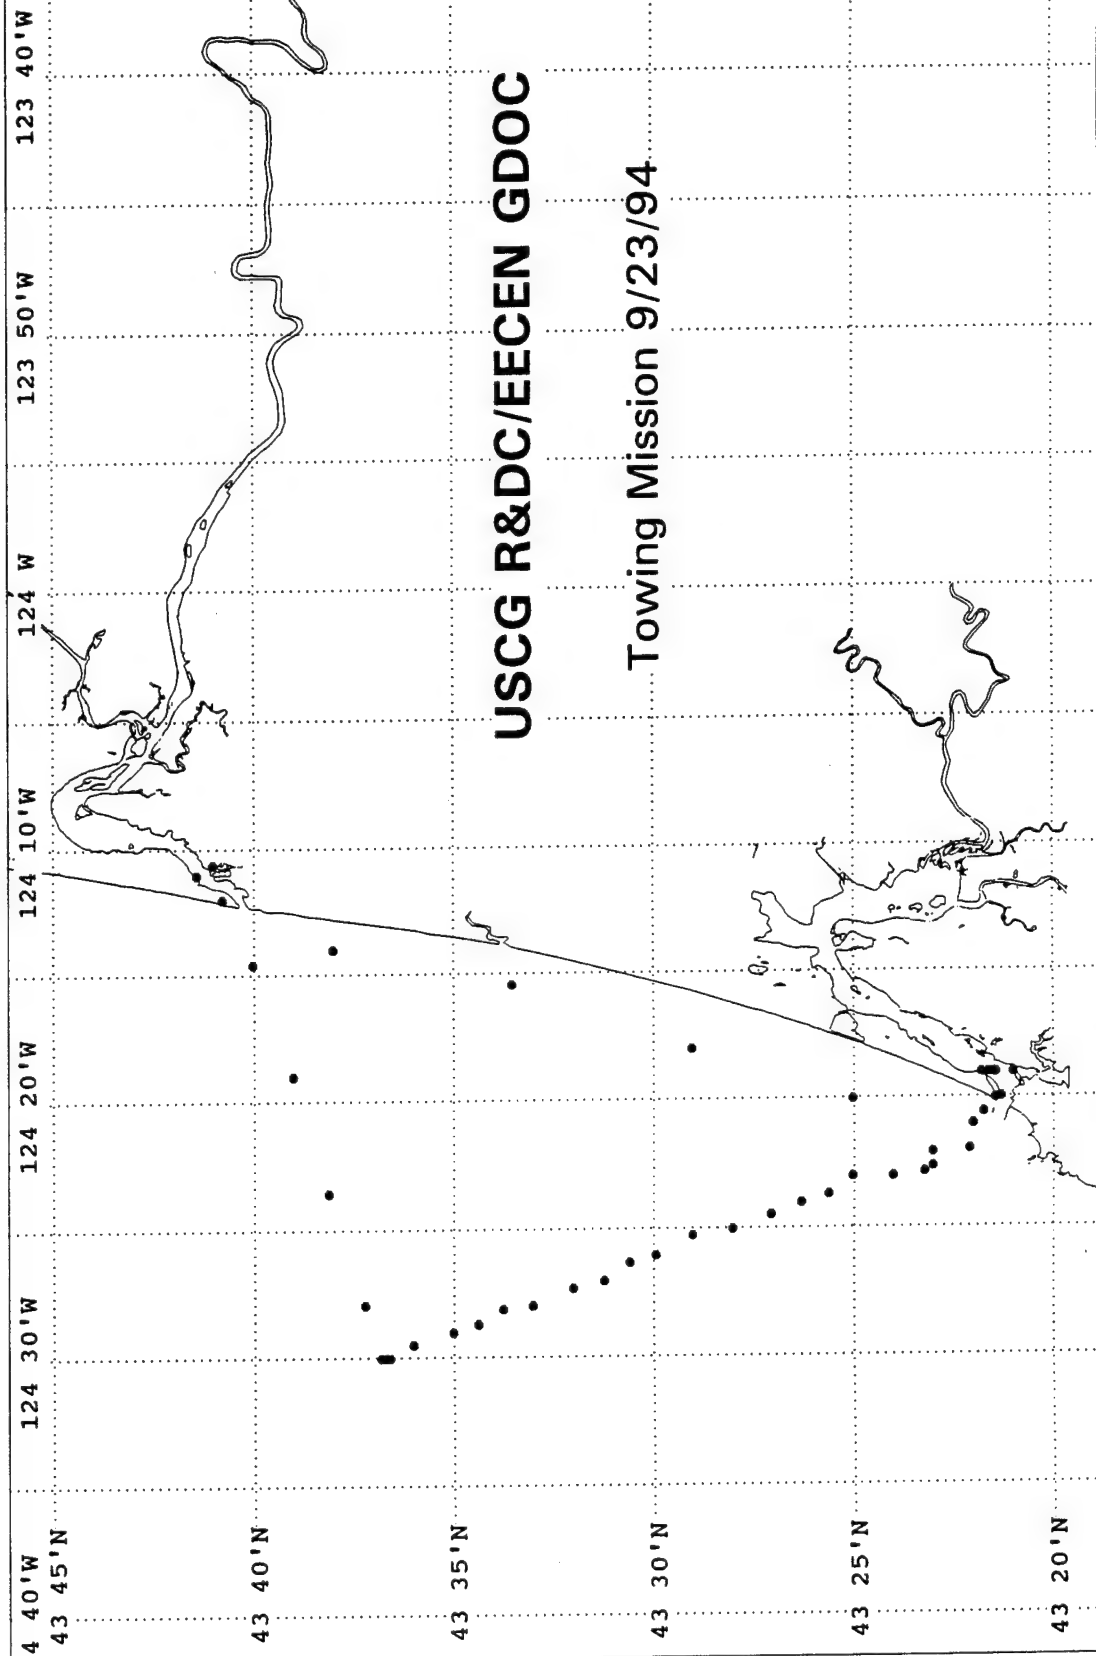 USCG R&DC/EECEN GDOC
Towing Mission 9/23/94
43 45'N
43 40'N
43 35'N
43 30'N
43 25'N
43 20'N
4 40'W
124 30'W
124 20'W
124 10'W
124 W
123 50'W
123 40'W